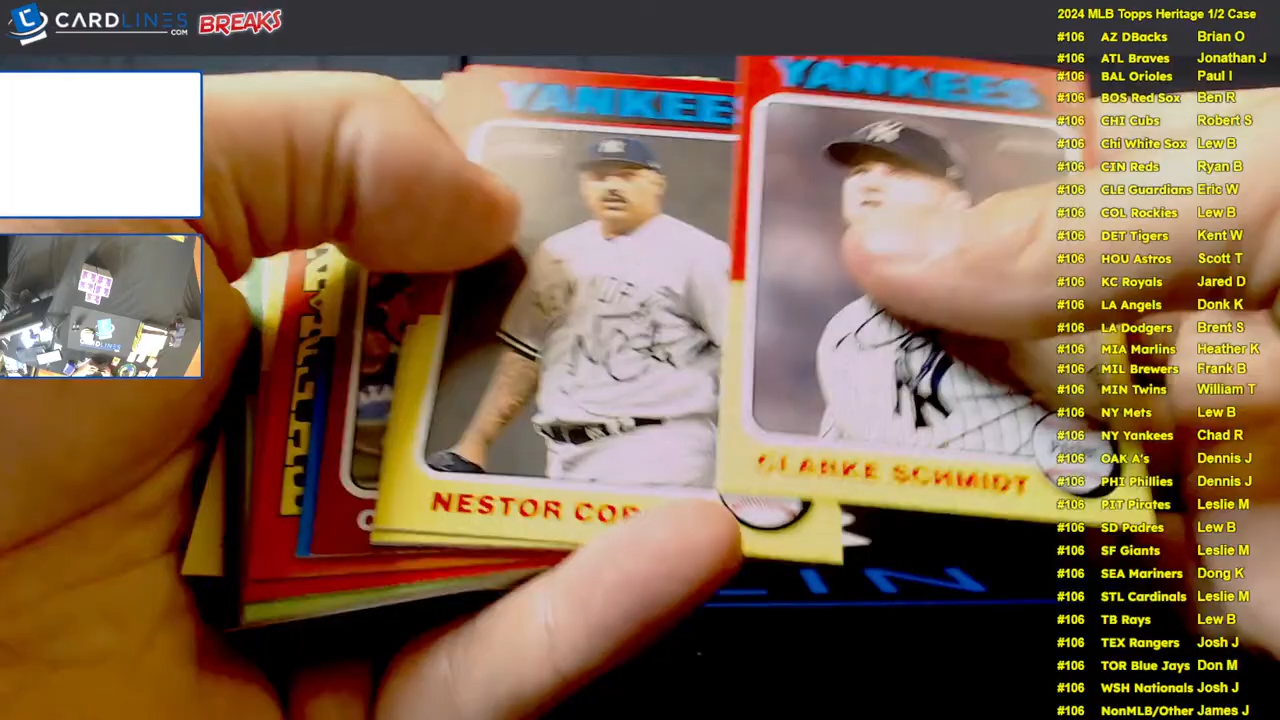 CARDLINES
.COM
BREAKS
2024 MLB Topps Heritage 1/2 Case
#106 AZ DBacks Brian O
#106 ATL Braves Jonathan J
#106 BAL Orioles Paul I
#106 BOS Red Sox Ben R
#106 CHI Cubs Robert S
#106 Chi White Sox Lew B
#106 CIN Reds Ryan B
#106 CLE Guardians Eric W
#106 COL Rockies Lew B
#106 DET Tigers Kent W
#106 HOU Astros Scott T
#106 KC Royals Jared D
#106 LA Angels Donk K
#106 LA Dodgers Brent S
#106 MIA Marlins Heather K
#106 MIL Brewers Frank B
#106 MIN Twins William T
#106 NY Mets Lew B
#106 NY Yankees Chad R
#106 OAK A's Dennis J
#106 PHI Phillies Dennis J
#106 PIT Pirates Leslie M
#106 SD Padres Lew B
#106 SF Giants Leslie M
#106 SEA Mariners Dong K
#106 STL Cardinals Leslie M
#106 TB Rays Lew B
#106 TEX Rangers Josh J
#106 TOR Blue Jays Don M
#106 WSH Nationals Josh J
#106 NonMLB/Other James J
YANKEES
YANKEES
NESTOR COR
CLARKE SCHMIDT
LIN